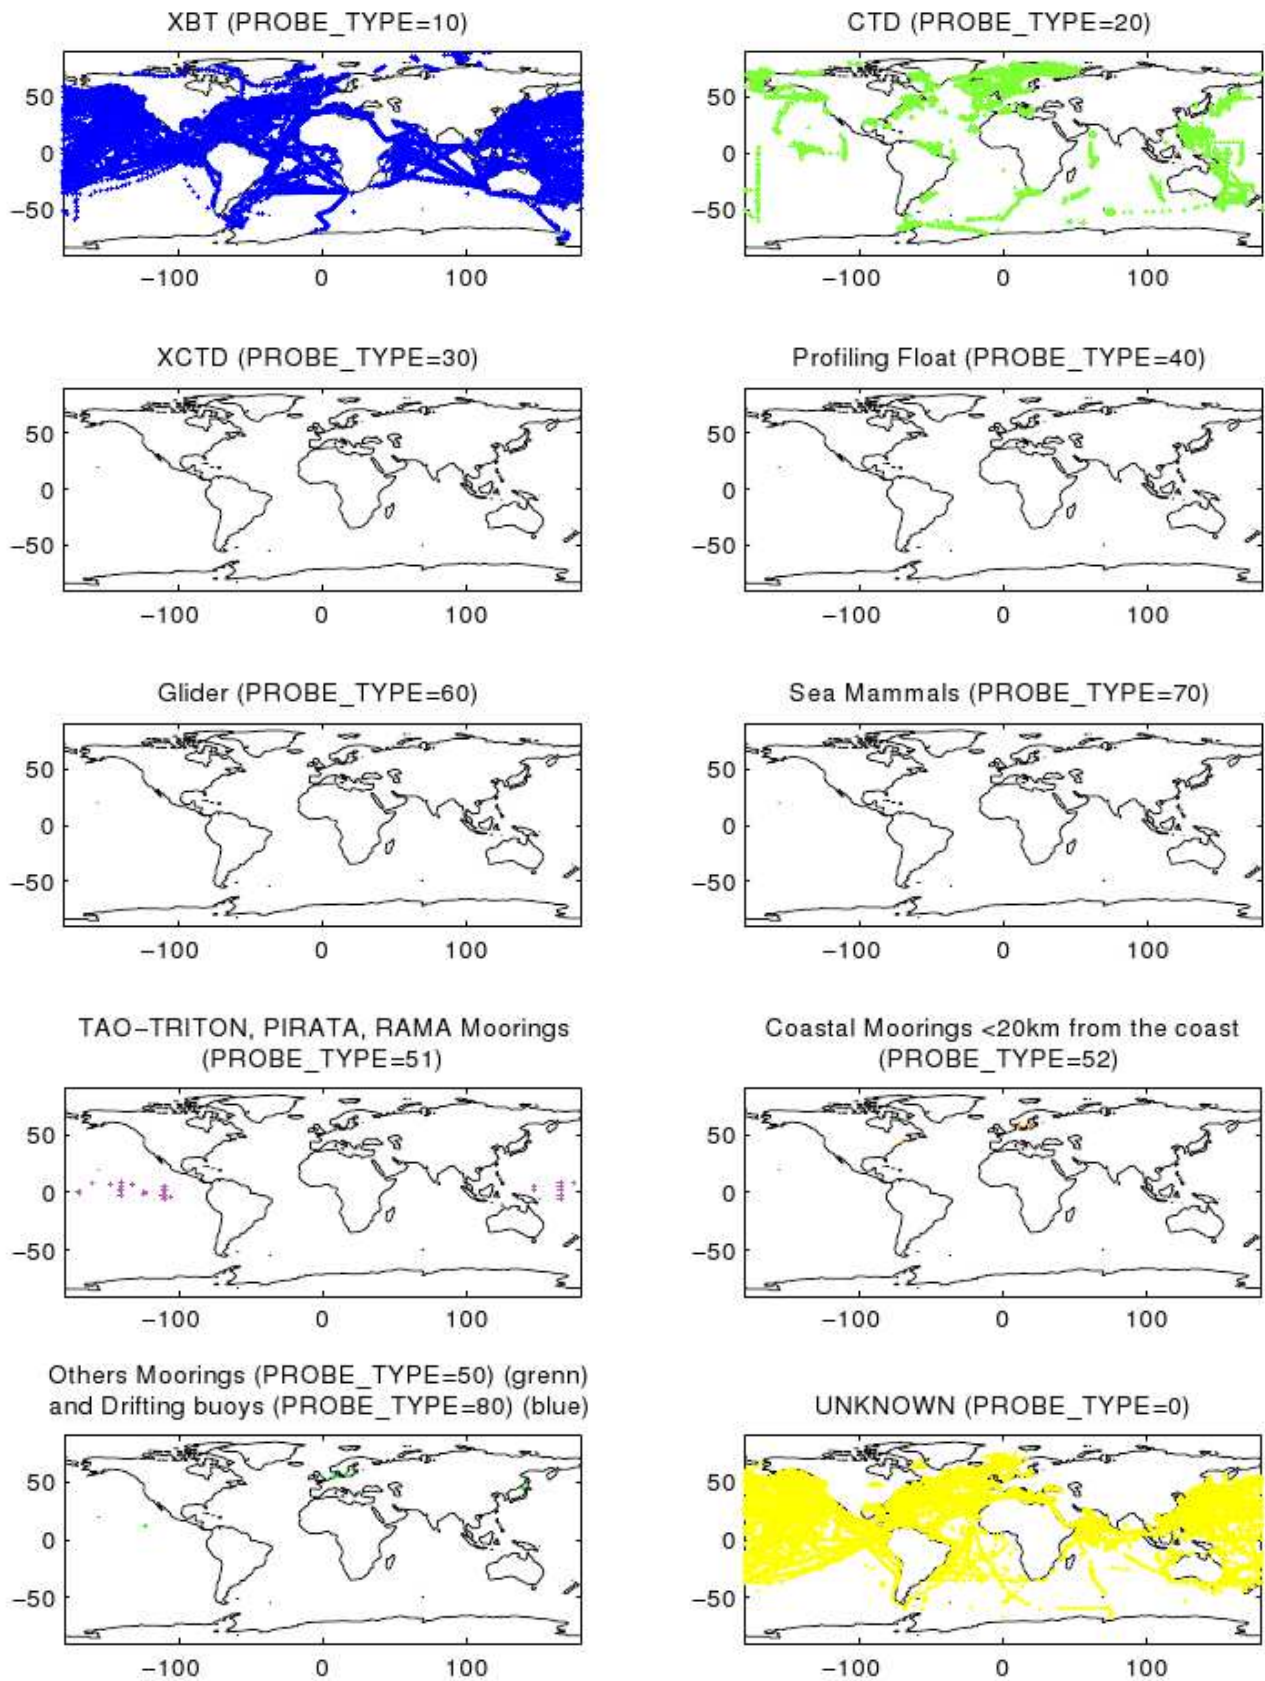 XBT (PROBE_TYPE=10)
CTD (PROBE_TYPE=20)
50
0
−50
−100 0 100
50
0
−50
−100 0 100
XCTD (PROBE_TYPE=30)
Profiling Float (PROBE_TYPE=40)
50
0
−50
−100 0 100
50
0
−50
−100 0 100
Glider (PROBE_TYPE=60)
Sea Mammals (PROBE_TYPE=70)
50
0
−50
−100 0 100
50
0
−50
−100 0 100
TAO−TRITON, PIRATA, RAMA Moorings
(PROBE_TYPE=51)
Coastal Moorings <20km from the coast
(PROBE_TYPE=52)
50
0
−50
−100 0 100
50
0
−50
−100 0 100
Others Moorings (PROBE_TYPE=50) (grenn)
and Drifting buoys (PROBE_TYPE=80) (blue)
UNKNOWN (PROBE_TYPE=0)
50
0
−50
−100 0 100
50
0
−50
−100 0 100